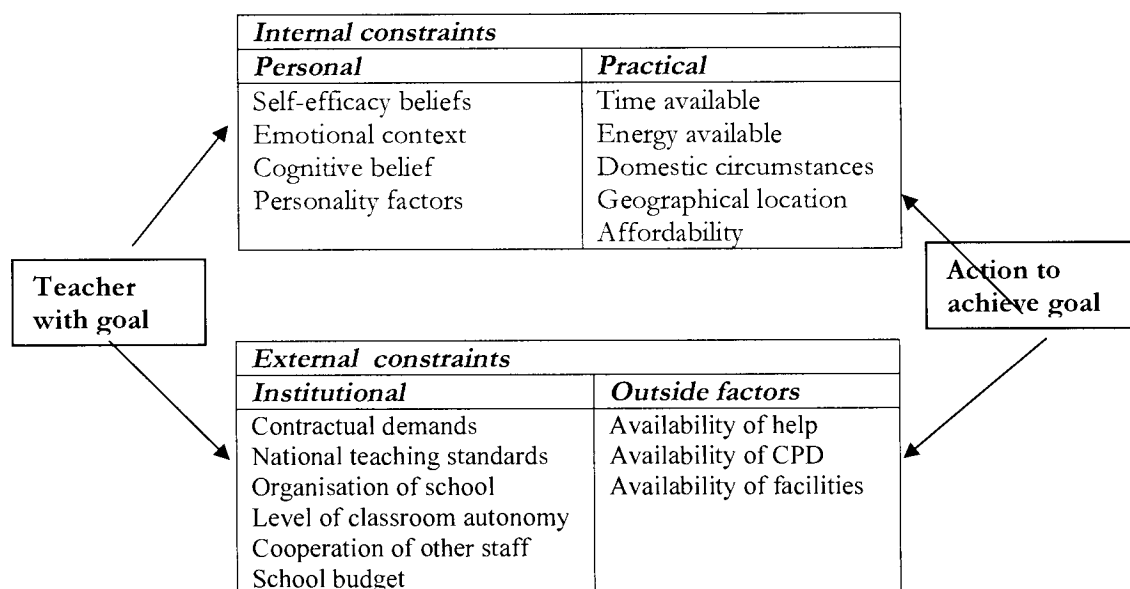 Internal constraints
Personal
Practical
Self-efficacy beliefs
Emotional context
Cognitive belief
Personality factors
Time available
Energy available
Domestic circumstances
Geographical location
Affordability
Teacher
with goal
Action to
achieve goal
External constraints
Institutional
Outside factors
Contractual demands
National teaching standards
Organisation of school
Level of classroom autonomy
Cooperation of other staff
School budget
Availability of help
Availability of CPD
Availability of facilities